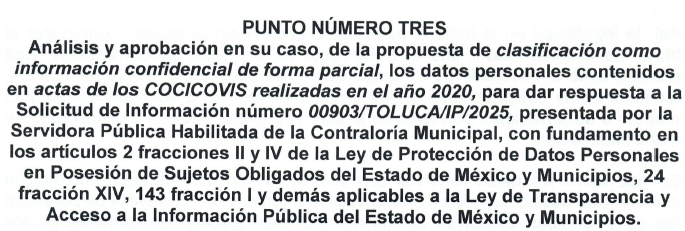 PUNTO NÚMERO TRES
Análisis y aprobación en su caso, de la propuesta de clasificación como
información confidencial de forma parcial, los datos personales contenidos
en actas de los COCICOVIS realizadas en el año 2020, para dar respuesta a la
Solicitud de Información número 00903/TOLUCA/IP/2025, presentada por la
Servidora Pública Habilitada de la Contraloría Municipal, con fundamento en
los artículos 2 fracciones II y IV de la Ley de Protección de Datos Personales
en Posesión de Sujetos Obligados del Estado de México y Municipios, 24
fracción XIV, 143 fracción I y demás aplicables a la Ley de Transparencia y
Acceso a la Información Pública del Estado de México y Municipios.